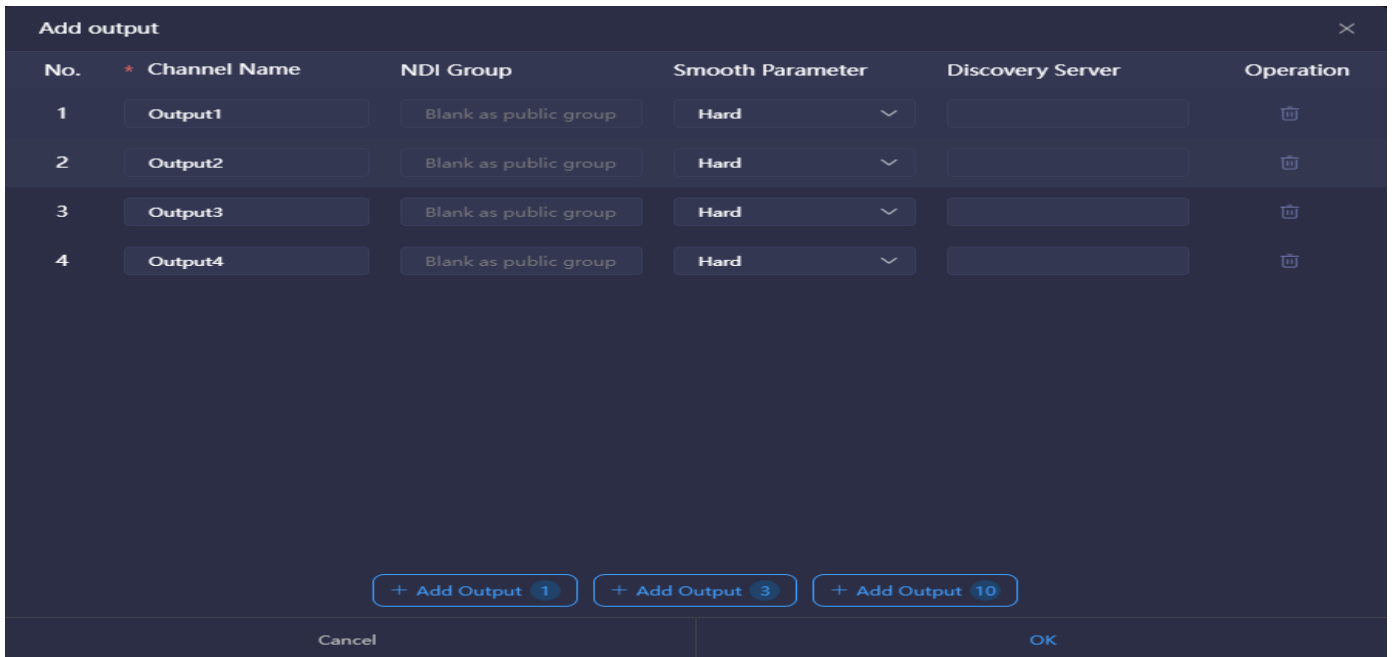 Add output
No. * Channel Name NDI Group Smooth Parameter Discovery Server Operation
1 Output1 Blank as public group Hard
2 Output2 Blank as public group Hard
3 Output3 Blank as public group Hard
4 Output4 Blank as public group Hard
+ Add Output 1 + Add Output 3 + Add Output 10
Cancel OK